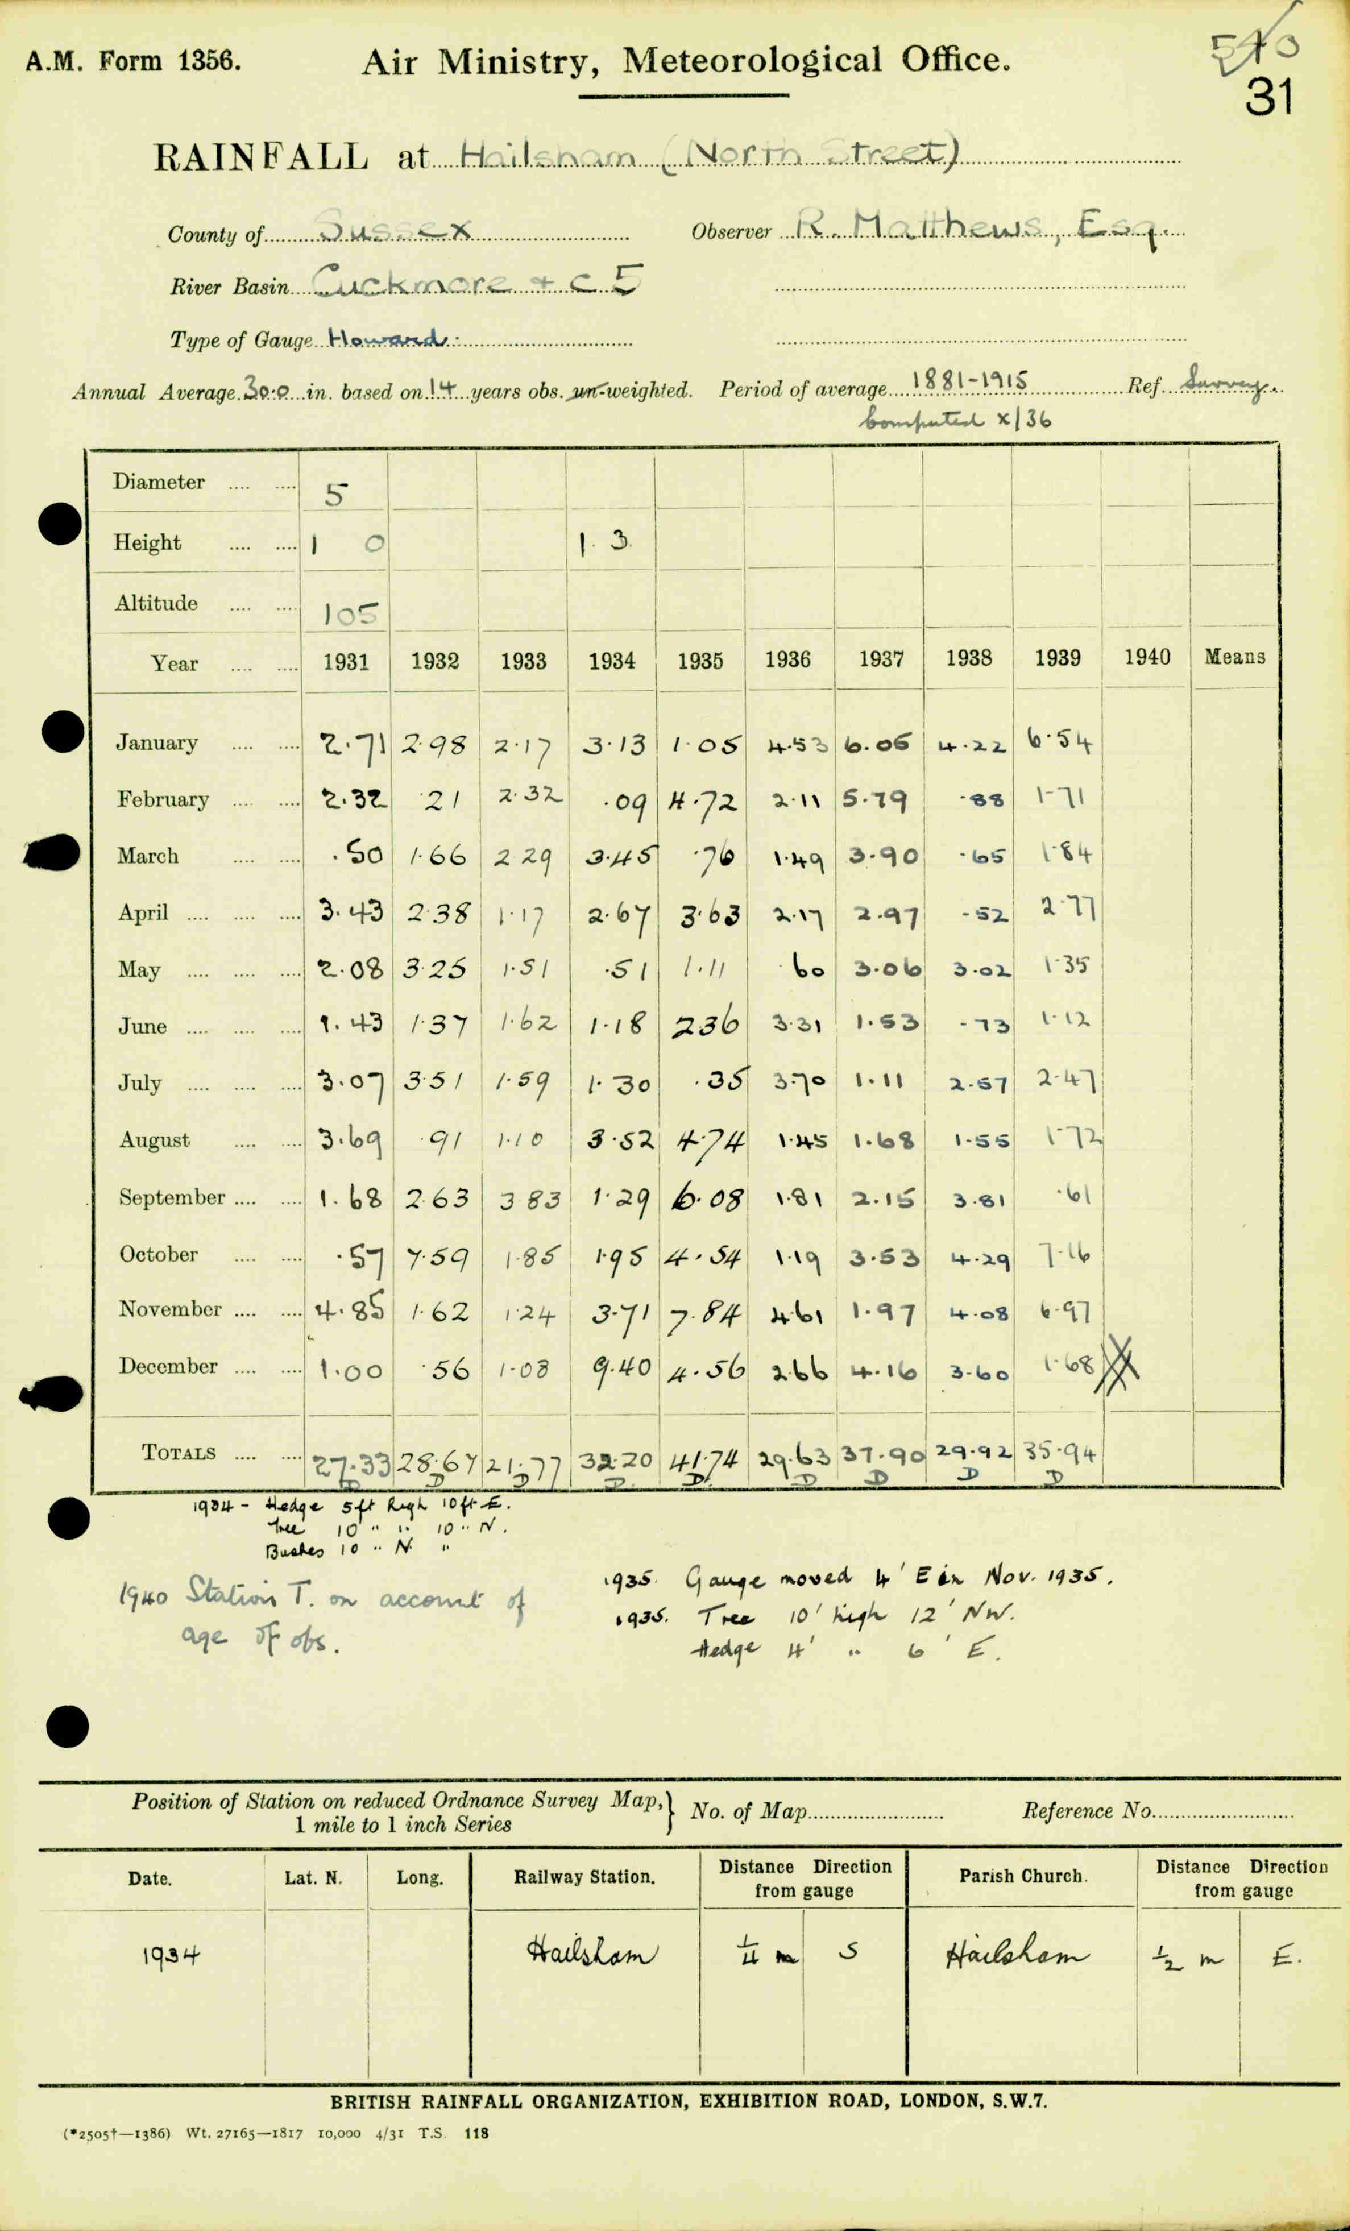 A.M. Form 1356. Air Ministry, Meteorological Office.
31
RAINFALL at Hailsham (North Street)
County of Sussex Observer R. Matthews, Esq.
River Basin Cuckmore + C 5
Type of Gauge Howard.
Annual Average 30.0 in. based on 14 years obs. un-weighted. Period of average 1881-1915 Ref. Survey.
Computed X/36
Diameter .... .... 5
Height .... .... 1 0 1. 3
Altitude .... .... 105
Year .... .... 1931 1932 1933 1934 1935 1936 1937 1938 1939 1940 Means
January .... .... 2.71 2.98 2.17 3.13 1.05 4.53 6.05 4.22 6.54
February .... .... 2.32 .21 2.32 .09 4.72 2.11 5.79 .88 1.71
March .... .... .50 1.66 2 29 3.45 .76 1.49 3.90 .65 1.84
April .... .... .... 3.43 2.38 1.17 2.67 3.63 2.17 2.97 .52 2.77
May .... .... .... 2.08 3.25 1.51 .51 1.11 .60 3.06 3.02 1.35
June .... .... .... 1.43 1.37 1.62 1.18 2 36 3.31 1.53 .73 1.12
July .... .... .... 3.07 3.51 1.59 1.30 .35 3.70 1.11 2.57 2.47
August .... .... 3.69 .91 1.10 3.52 4.74 1.45 1.68 1.55 1.72
September .... .... 1.68 2.63 3 83 1.29 6.08 1.81 2.15 3.81 .61
October .... .... .57 7.59 1.85 1.95 4.54 1.19 3.53 4.29 7.16
November .... .... 4.85 1.62 1.24 3.71 7.84 4.61 1.97 4.08 6.97
December .... .... 1.00 .56 1.08 9.40 4.56 2.66 4.16 3.60 1.68
TOTALS .... .... 27.33 28.67 21.77 32.20 41.74 29.63 37.90 29.92 35.94
D D D D D D D D D
1934 - Hedge 5ft high 10ft E.
Tree 10 " " 10 " N.
Bushes 10 " N "
1940 Station T. on account of
age of obs.
1935. Gauge moved 4' E in Nov. 1935.
1935. Tree 10' high 12' NW.
Hedge 4' " 6' E.
Position of Station on reduced Ordnance Survey Map, 1 mile to 1 inch Series } No. of Map Reference No.
Date. Lat. N. Long. Railway Station. Distance Direction from gauge Parish Church. Distance Direction from gauge
1934 Hailsham 1/4 m S Hailsham 1/2 m E.
BRITISH RAINFALL ORGANIZATION, EXHIBITION ROAD, LONDON, S.W.7.
(*2505†—1386) Wt. 27165—1817 10,000 4/31 T.S. 118